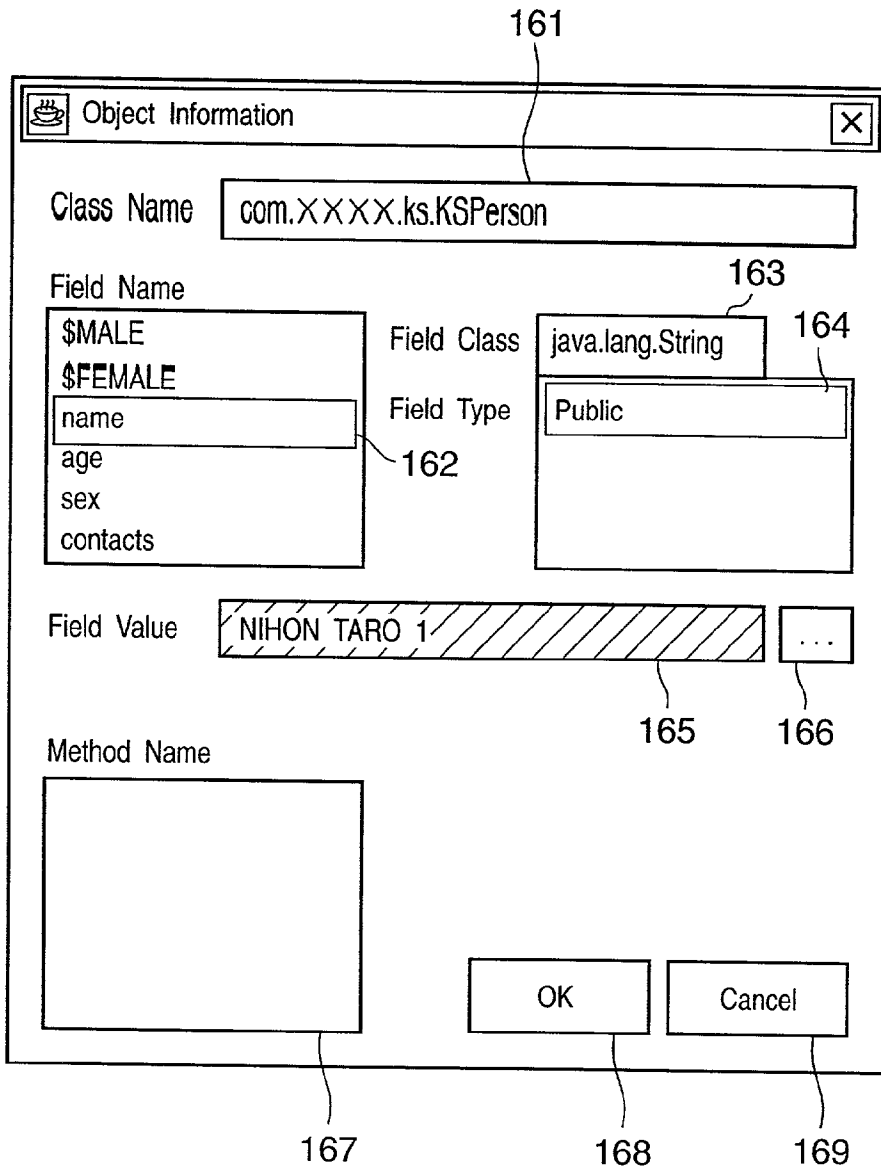 161
Object Information
Class Name com.XXXX.ks.KSPerson
Field Name
163
$MALE
Field Class java.lang.String
164
$FEMALE
name
Field Type Public
162
age
sex
contacts
Field Value NIHON TARO 1 ...
165 166
Method Name
OK Cancel
167 168 169